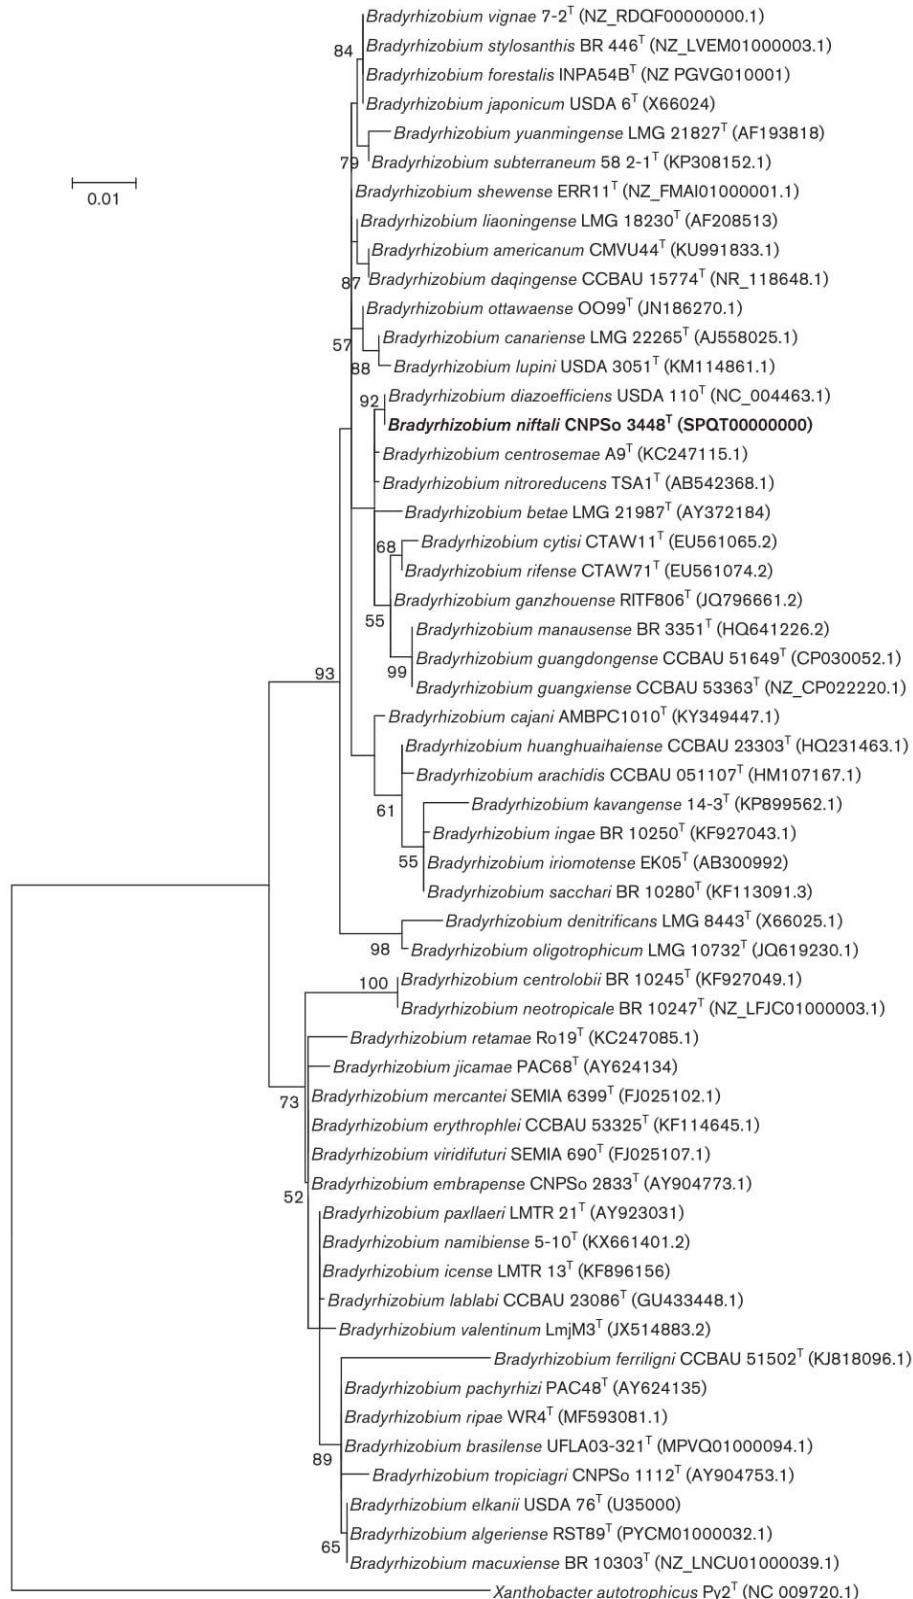 Bradyrhizobium vignae 7-2ᵀ (NZ_RDQF00000000.1)
84
Bradyrhizobium stylosanthis BR 446ᵀ (NZ_LVEM01000003.1)
Bradyrhizobium forestalis INPA54Bᵀ (NZ PGVG010001)
Bradyrhizobium japonicum USDA 6ᵀ (X66024)
Bradyrhizobium yuanmingense LMG 21827ᵀ (AF193818)
79
Bradyrhizobium subterraneum 58 2-1ᵀ (KP308152.1)
0.01
Bradyrhizobium shewense ERR11ᵀ (NZ_FMAI01000001.1)
Bradyrhizobium liaoningense LMG 18230ᵀ (AF208513)
Bradyrhizobium americanum CMVU44ᵀ (KU991833.1)
87
Bradyrhizobium daqingense CCBAU 15774ᵀ (NR_118648.1)
Bradyrhizobium ottawaense OO99ᵀ (JN186270.1)
57
Bradyrhizobium canariense LMG 22265ᵀ (AJ558025.1)
88
Bradyrhizobium lupini USDA 3051ᵀ (KM114861.1)
92
Bradyrhizobium diazoefficiens USDA 110ᵀ (NC_004463.1)
Bradyrhizobium niftali CNPSo 3448ᵀ (SPQT00000000)
Bradyrhizobium centrosemae A9ᵀ (KC247115.1)
Bradyrhizobium nitroreducens TSA1ᵀ (AB542368.1)
Bradyrhizobium betae LMG 21987ᵀ (AY372184)
68
Bradyrhizobium cytisi CTAW11ᵀ (EU561065.2)
Bradyrhizobium rifense CTAW71ᵀ (EU561074.2)
Bradyrhizobium ganzhouense RITF806ᵀ (JQ796661.2)
55
Bradyrhizobium manausense BR 3351ᵀ (HQ641226.2)
Bradyrhizobium guangdongense CCBAU 51649ᵀ (CP030052.1)
99
93
Bradyrhizobium guangxiense CCBAU 53363ᵀ (NZ_CP022220.1)
Bradyrhizobium cajani AMBPC1010ᵀ (KY349447.1)
Bradyrhizobium huanghuaihaiense CCBAU 23303ᵀ (HQ231463.1)
Bradyrhizobium arachidis CCBAU 051107ᵀ (HM107167.1)
61
Bradyrhizobium kavangense 14-3ᵀ (KP899562.1)
Bradyrhizobium ingae BR 10250ᵀ (KF927043.1)
55
Bradyrhizobium iriomotense EK05ᵀ (AB300992)
Bradyrhizobium sacchari BR 10280ᵀ (KF113091.3)
Bradyrhizobium denitrificans LMG 8443ᵀ (X66025.1)
98
Bradyrhizobium oligotrophicum LMG 10732ᵀ (JQ619230.1)
100
Bradyrhizobium centrolobii BR 10245ᵀ (KF927049.1)
Bradyrhizobium neotropicale BR 10247ᵀ (NZ_LFJC01000003.1)
Bradyrhizobium retamae Ro19ᵀ (KC247085.1)
Bradyrhizobium jicamae PAC68ᵀ (AY624134)
73
Bradyrhizobium mercantei SEMIA 6399ᵀ (FJ025102.1)
Bradyrhizobium erythrophlei CCBAU 53325ᵀ (KF114645.1)
Bradyrhizobium viridifuturi SEMIA 690ᵀ (FJ025107.1)
Bradyrhizobium embrapense CNPSo 2833ᵀ (AY904773.1)
52
Bradyrhizobium paxllaeri LMTR 21ᵀ (AY923031)
Bradyrhizobium namibiense 5-10ᵀ (KX661401.2)
Bradyrhizobium icense LMTR 13ᵀ (KF896156)
Bradyrhizobium lablabi CCBAU 23086ᵀ (GU433448.1)
Bradyrhizobium valentinum LmjM3ᵀ (JX514883.2)
Bradyrhizobium ferriligni CCBAU 51502ᵀ (KJ818096.1)
Bradyrhizobium pachyrhizi PAC48ᵀ (AY624135)
Bradyrhizobium ripae WR4ᵀ (MF593081.1)
Bradyrhizobium brasilense UFLA03-321ᵀ (MPVQ01000094.1)
89
Bradyrhizobium tropiciagri CNPSo 1112ᵀ (AY904753.1)
Bradyrhizobium elkanii USDA 76ᵀ (U35000)
Bradyrhizobium algeriense RST89ᵀ (PYCM01000032.1)
65
Bradyrhizobium macuxiense BR 10303ᵀ (NZ_LNCU01000039.1)
Xanthobacter autotrophicus Py2ᵀ (NC 009720.1)